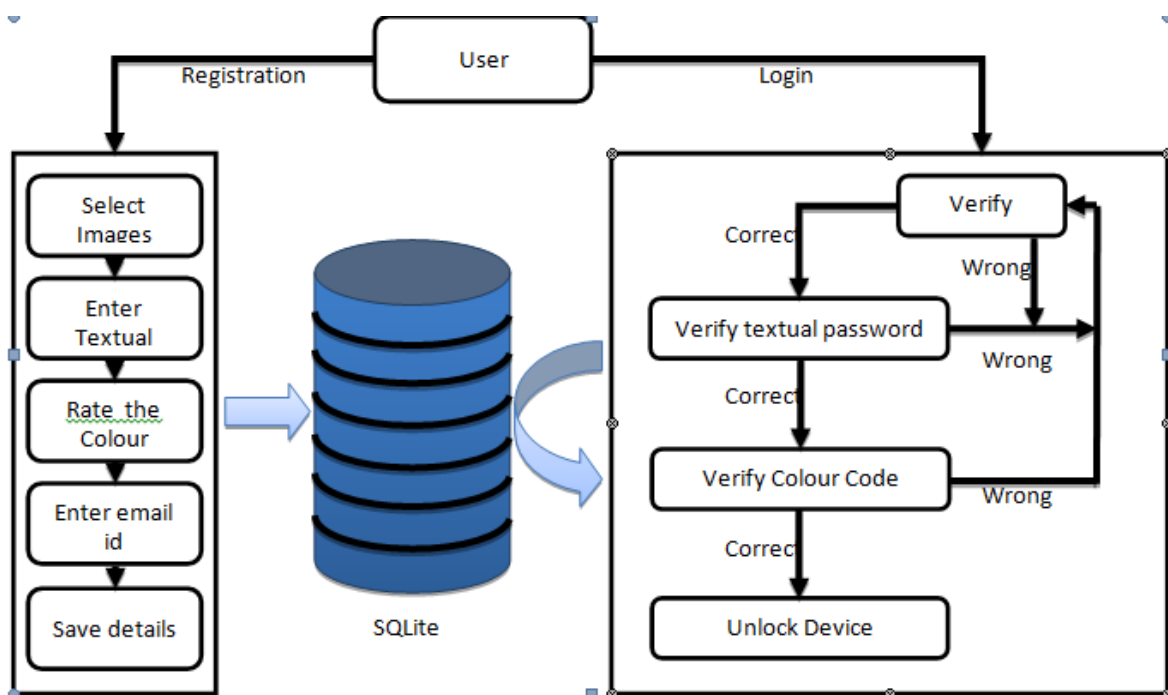 User
Registration
Login
Select
Images
Enter
Textual
Rate the
Colour
Enter email
id
Save details
SQLite
Verify
Correct
Wrong
Verify textual password
Wrong
Correct
Verify Colour Code
Wrong
Correct
Unlock Device